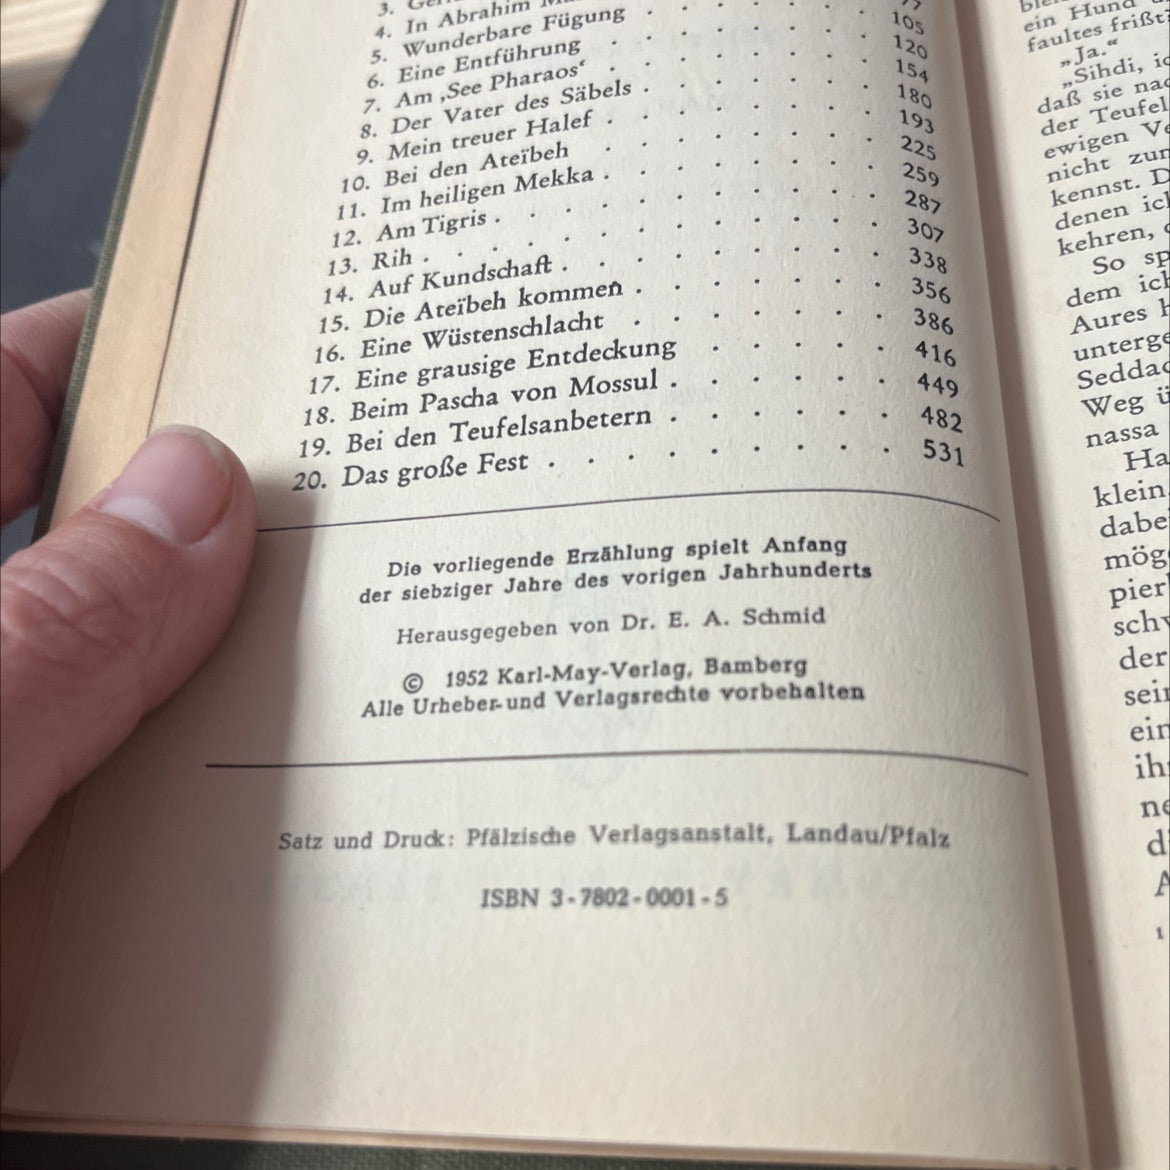 3.
4. In Abrahim 77
5. Wunderbare Fügung . . . . . . . 105
6. Eine Entführung . . . . . . . 120
7. Am ‚See Pharaos‘ . . . . . . . 154
8. Der Vater des Säbels . . . . . . . 180
9. Mein treuer Halef . . . . . . . 193
10. Bei den Ateïbeh . . . . . . . 225
11. Im heiligen Mekka . . . . . . . 259
12. Am Tigris . . . . . . . . . 287
13. Rih . . . . . . . . . . 307
14. Auf Kundschaft . . . . . . . . 338
15. Die Ateïbeh kommen . . . . . . . 356
16. Eine Wüstenschlacht . . . . . . . 386
17. Eine grausige Entdeckung . . . . . 416
18. Beim Pascha von Mossul . . . . . . 449
19. Bei den Teufelsanbetern . . . . . . 482
20. Das große Fest . . . . . . . . 531
Die vorliegende Erzählung spielt Anfang
der siebziger Jahre des vorigen Jahrhunderts
Herausgegeben von Dr. E. A. Schmid
© 1952 Karl-May-Verlag, Bamberg
Alle Urheber- und Verlagsrechte vorbehalten
Satz und Druck: Pfälzische Verlagsanstalt, Landau/Pfalz
ISBN 3-7802-0001-5
ein Hund
faultes frißt
„Ja.“
„Sihdi,
daß sie
der Teufel
ewigen
nicht
kennst.
denen
kehren,
So
dem
Aures
Weg
nassa
klein,
der
1